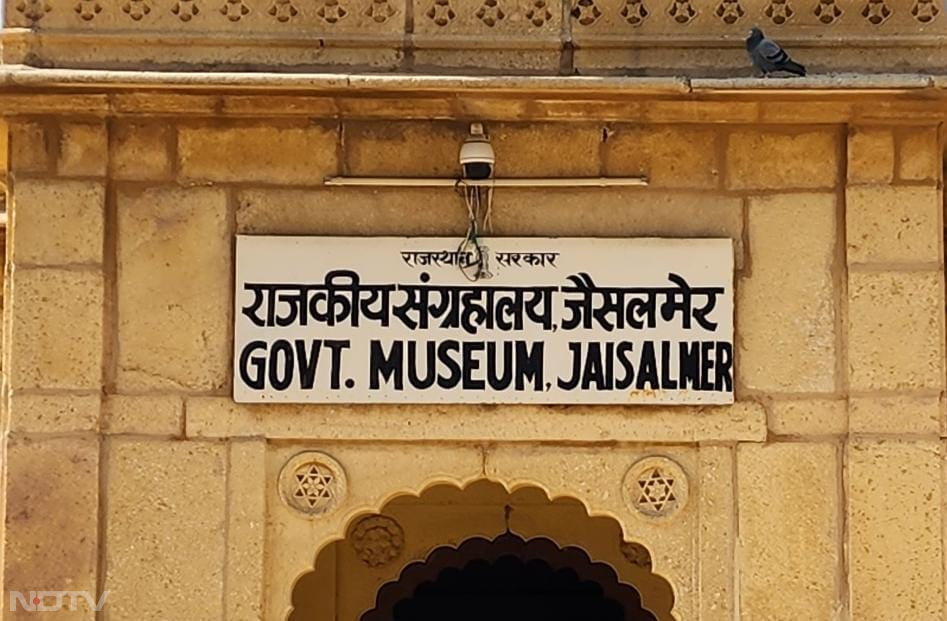 राजस्थान सरकार
राजकीय संग्रहालय, जैसलमेर
GOVT. MUSEUM, JAISALMER
NDTV